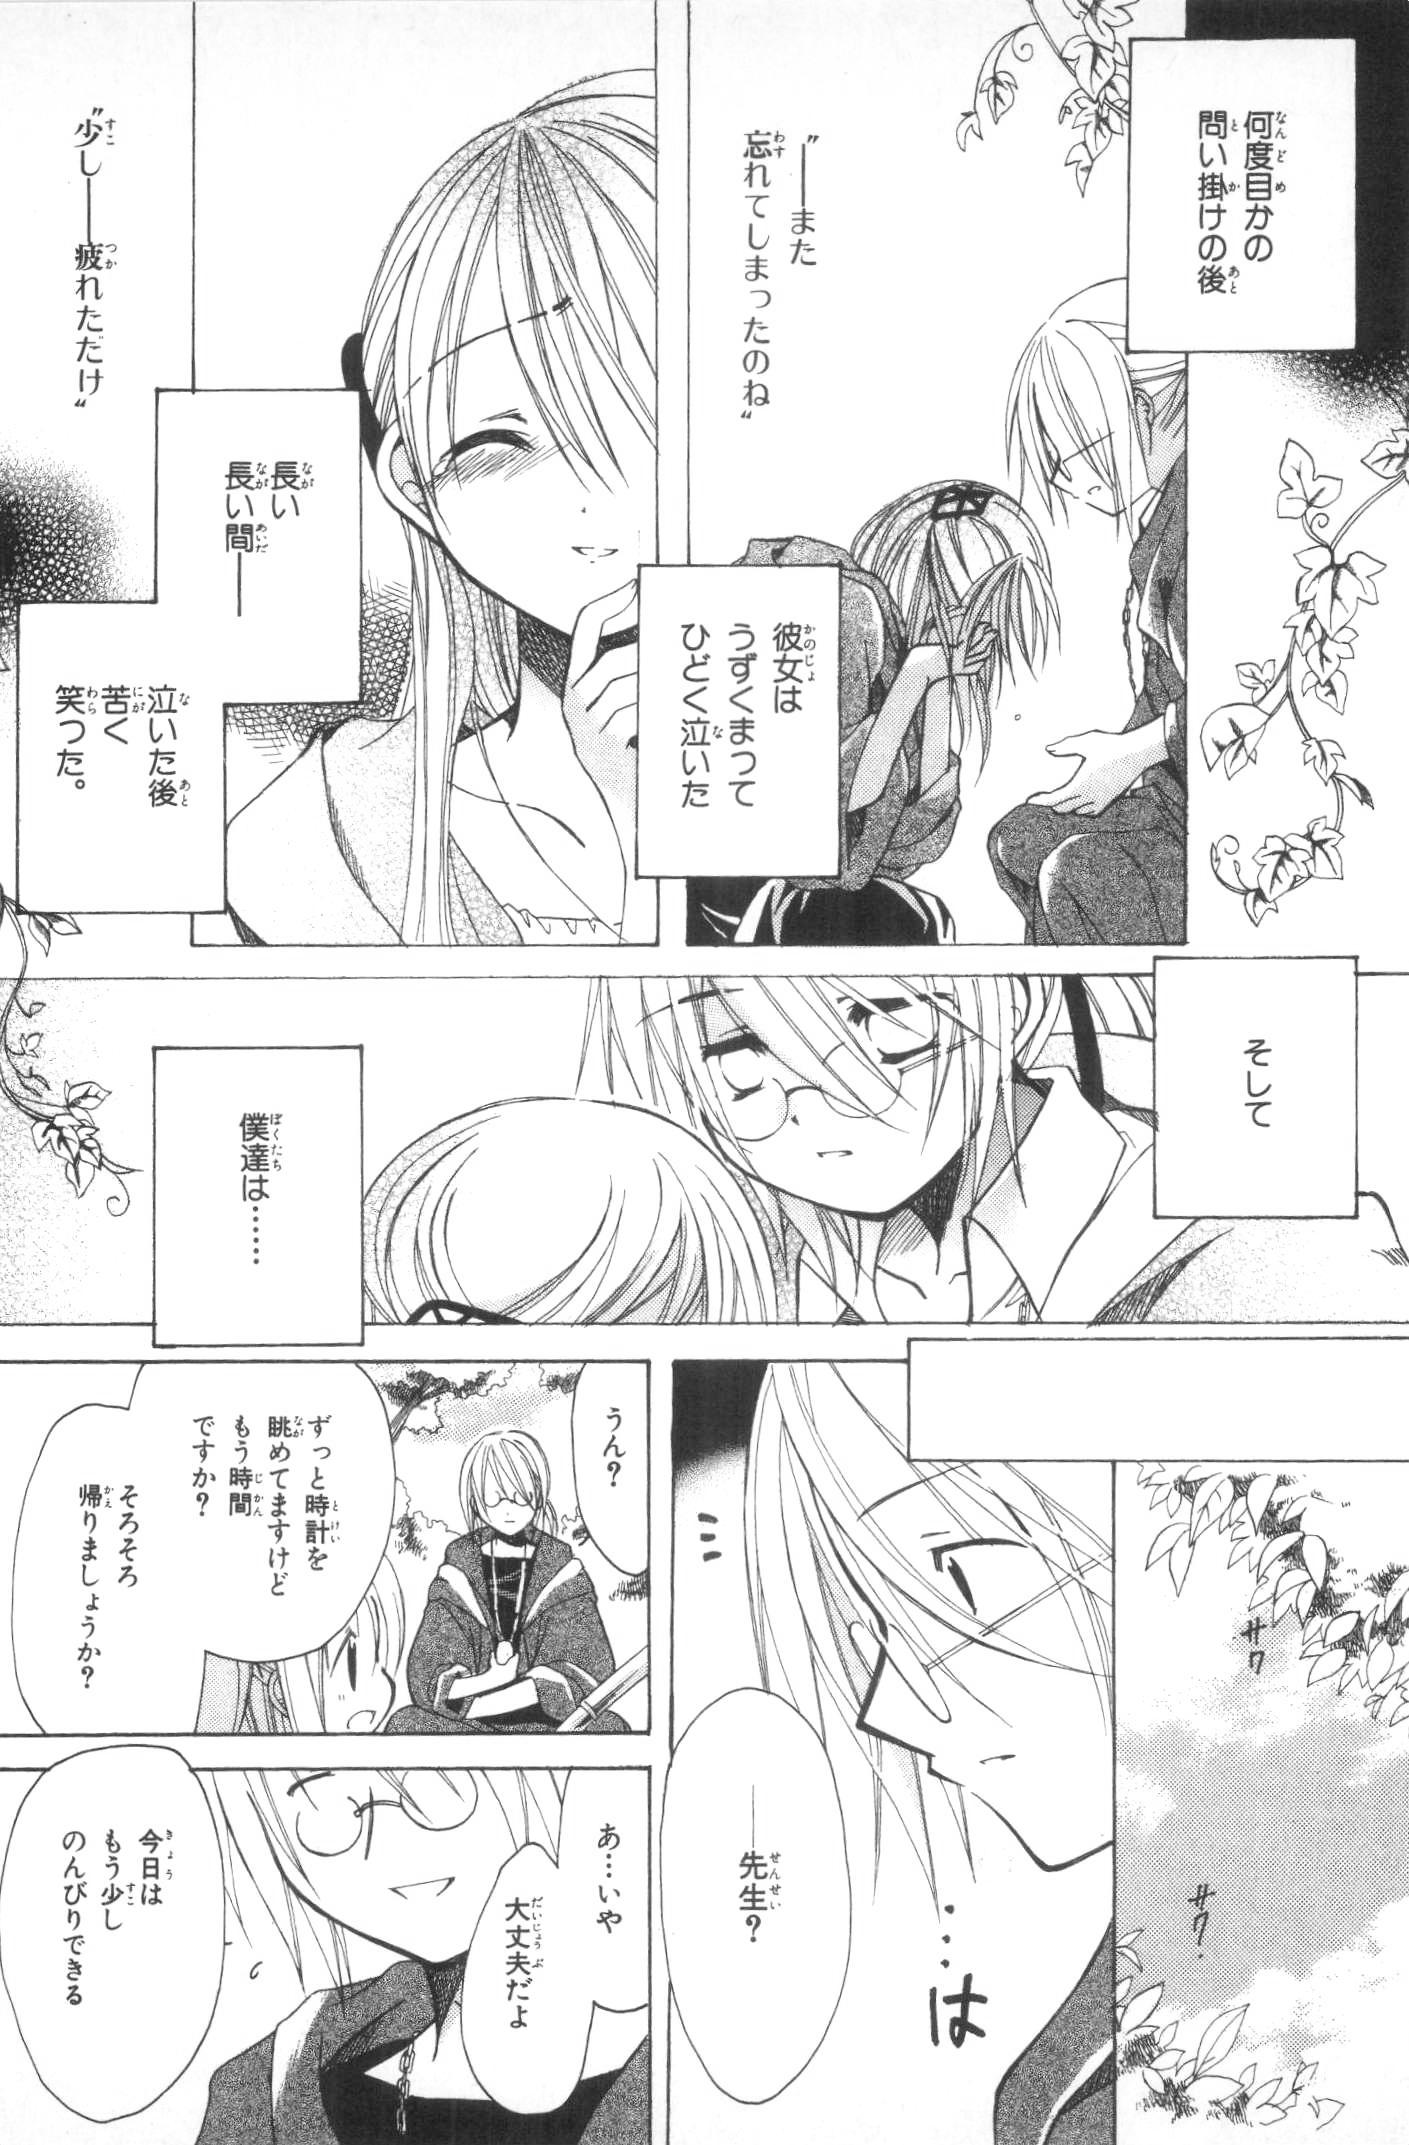 何度目かの
問い掛けの後
"――また
忘れてしまったのね"
彼女は
うずくまって
ひどく泣いた
長い
長い間――
泣いた後
苦く
笑った。
"少し――疲れただけ"
そして
僕達は……
サワ
サワ
…は
――先生?
うん?
ずっと時計を
眺めてますけど
もう時間
ですか?
そろそろ
帰りましょうか?
あ…いや
大丈夫だよ
今日は
もう少し
のんびりできる